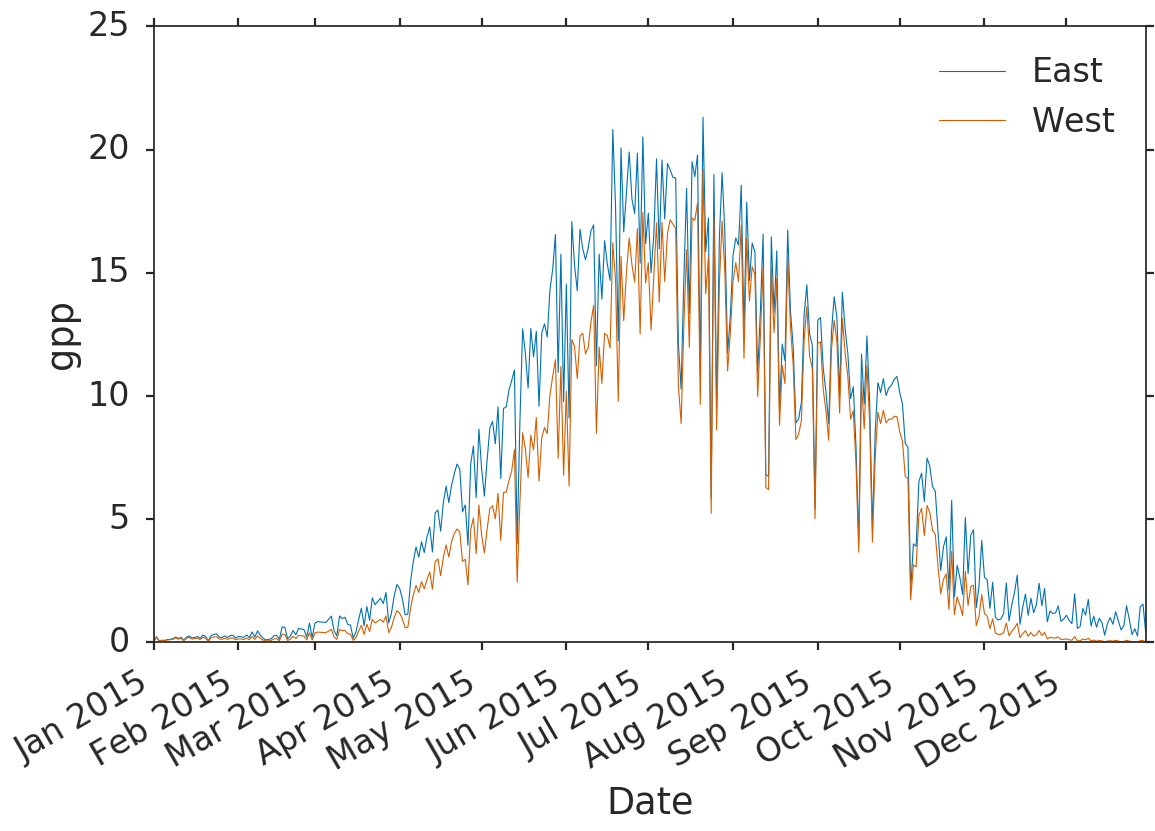 25
20
15
10
5
0
gpp
East
West
Jan 2015
Feb 2015
Mar 2015
Apr 2015
May 2015
Jun 2015
Jul 2015
Aug 2015
Sep 2015
Oct 2015
Nov 2015
Dec 2015
Date